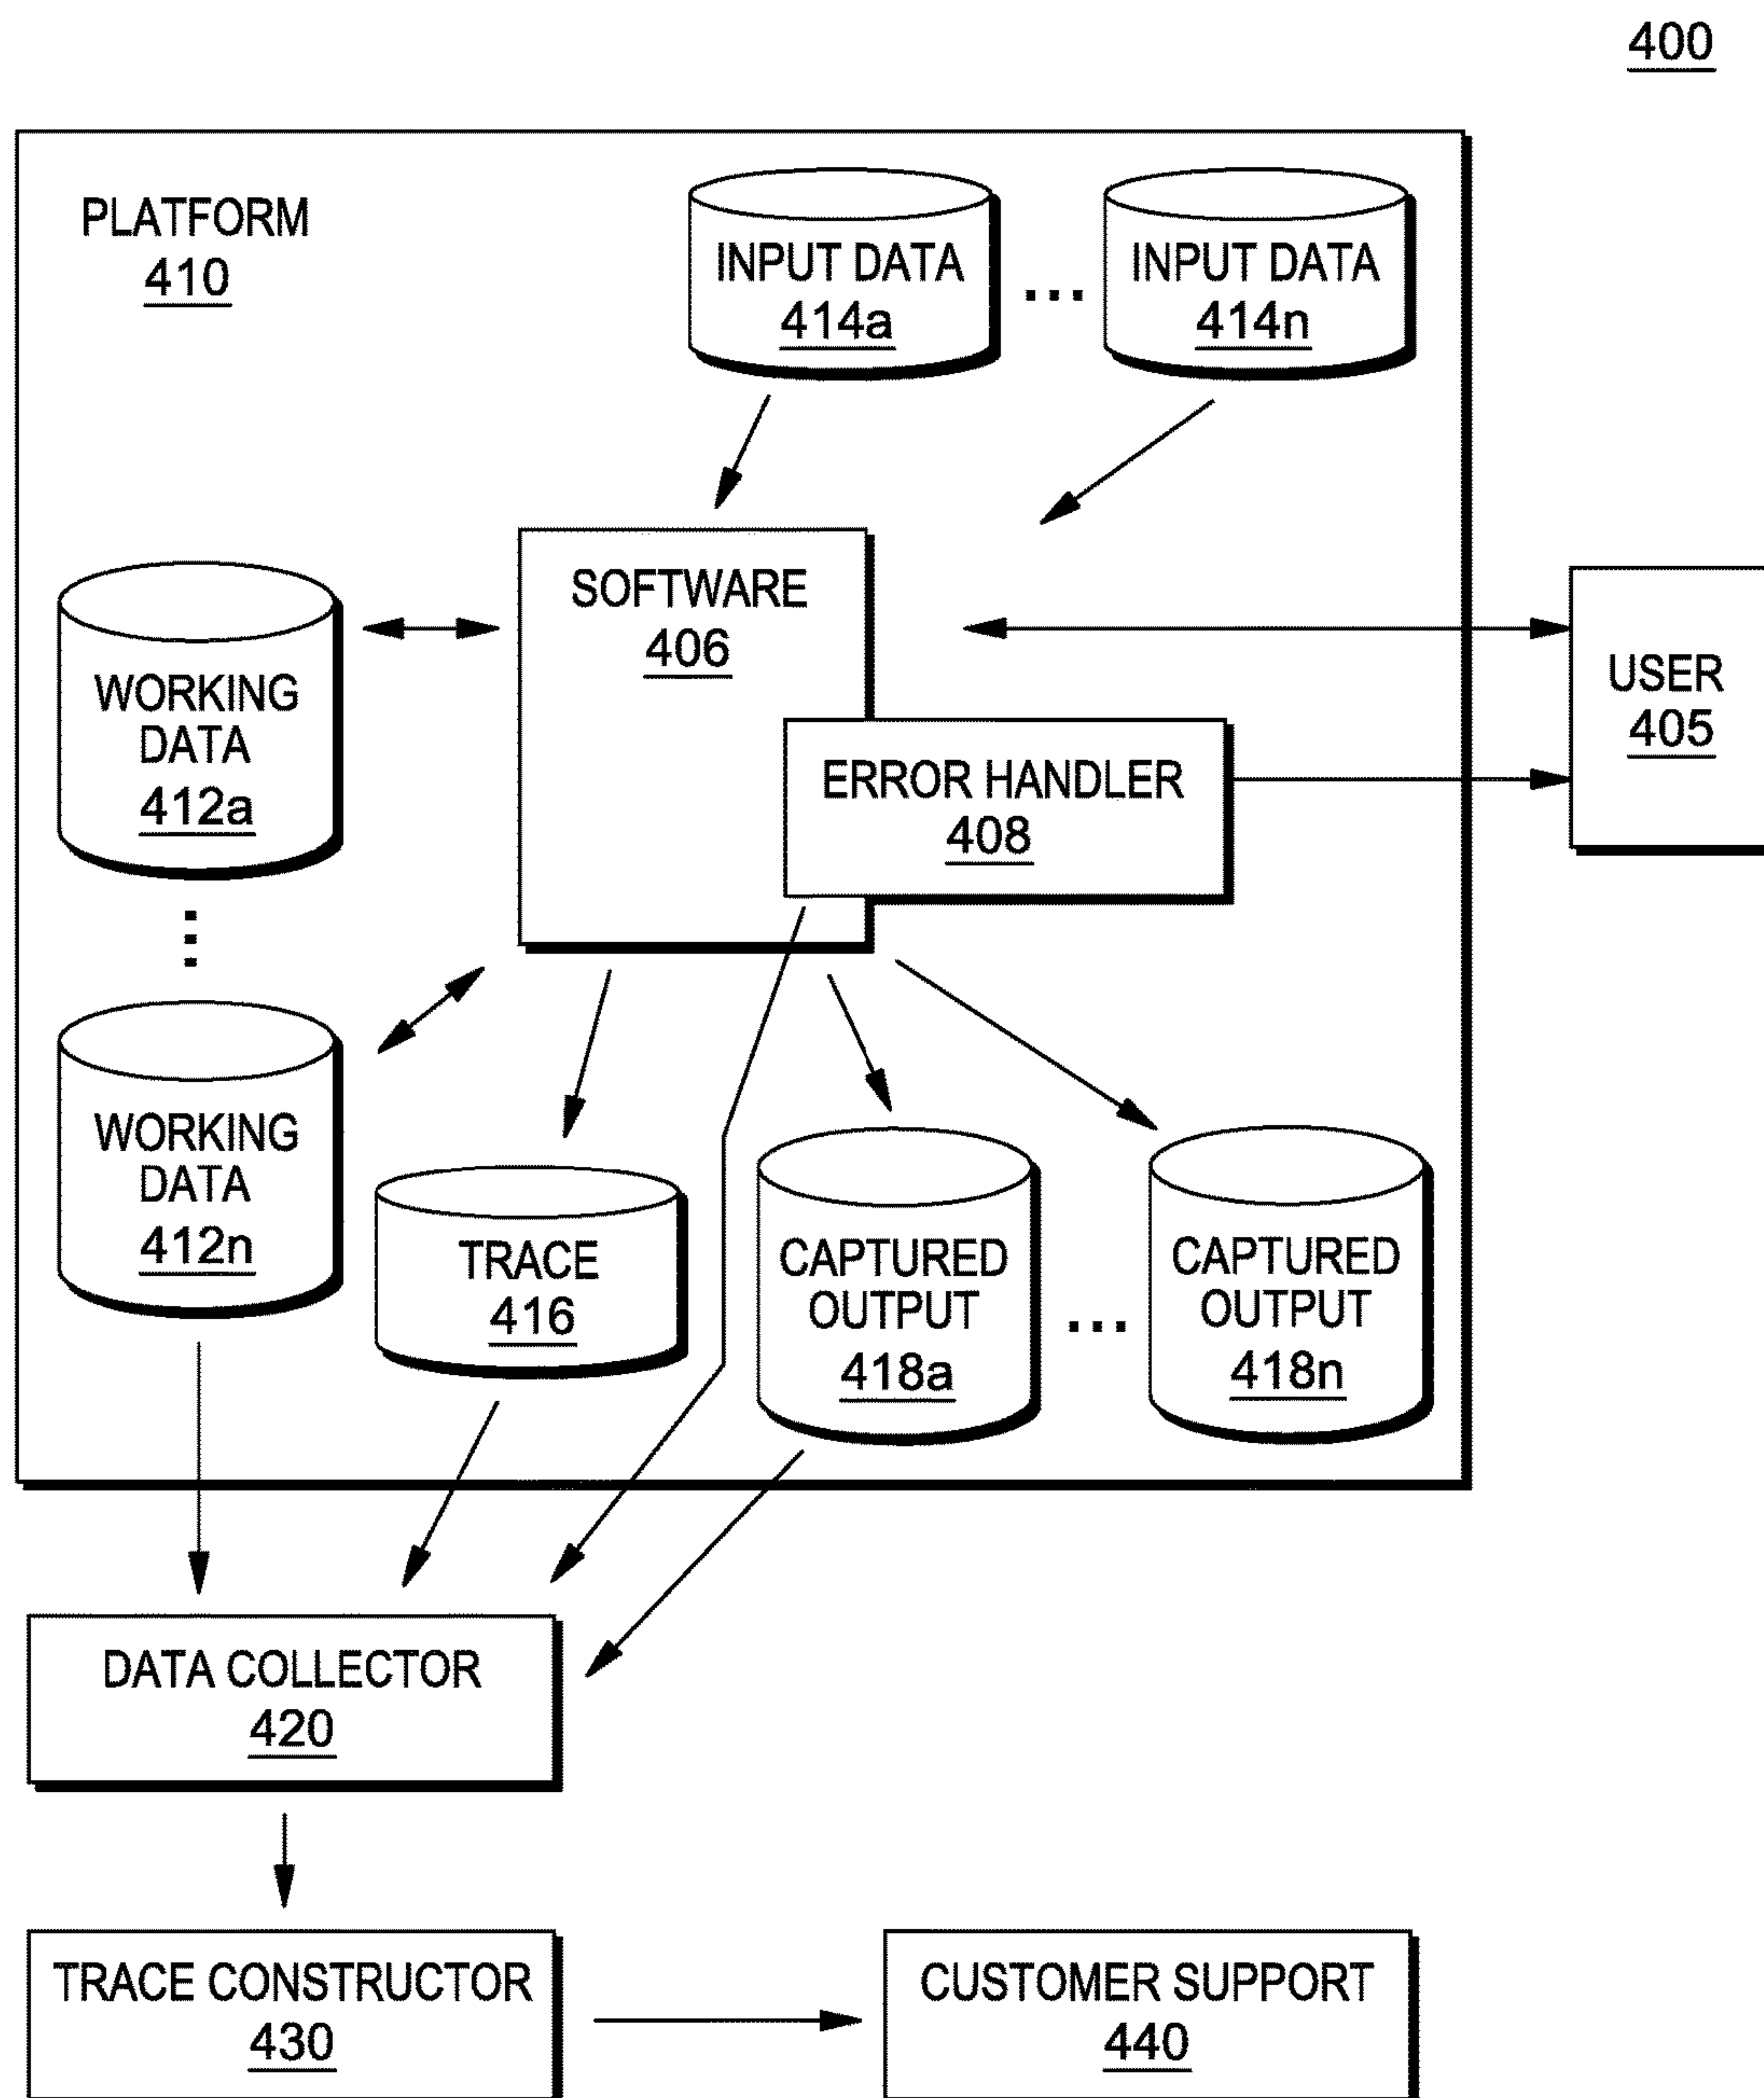 400
PLATFORM
410
INPUT DATA
414a
...
INPUT DATA
414n
SOFTWARE
406
WORKING
DATA
412a
USER
405
ERROR HANDLER
408
WORKING
DATA
412n
TRACE
416
CAPTURED
OUTPUT
418a
...
CAPTURED
OUTPUT
418n
DATA COLLECTOR
420
TRACE CONSTRUCTOR
430
CUSTOMER SUPPORT
440